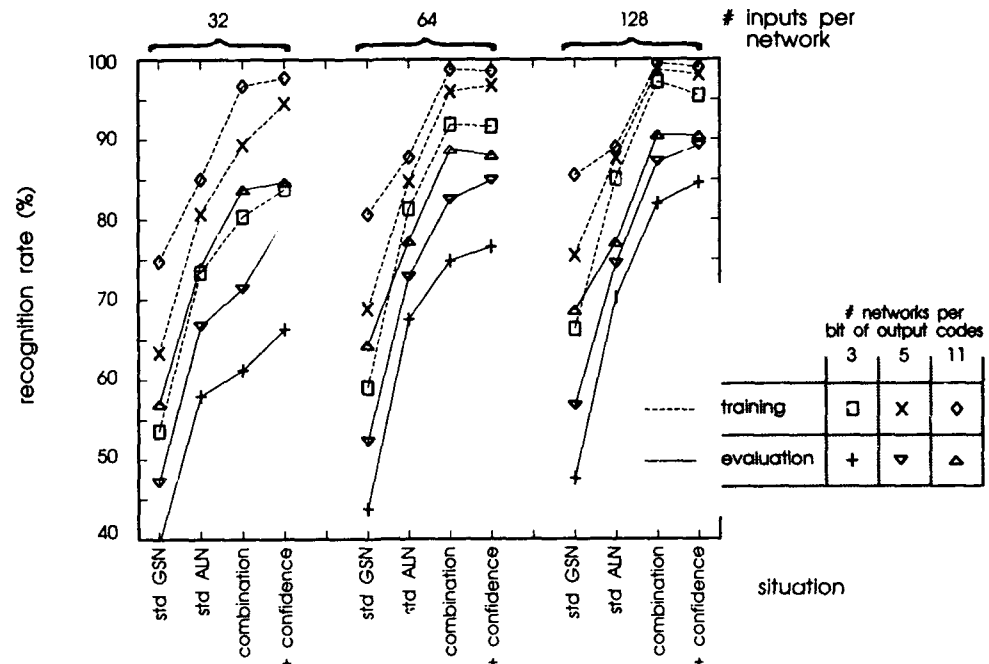 32 64 128 # inputs per
network
100
90
80
70
60
50
40
recognition rate (%)
# networks per
bit of output codes
3 5 11
training
evaluation
std GSN
std ALN
combination
+ confidence
std GSN
std ALN
combination
+ confidence
std GSN
std ALN
combination
+ confidence
situation